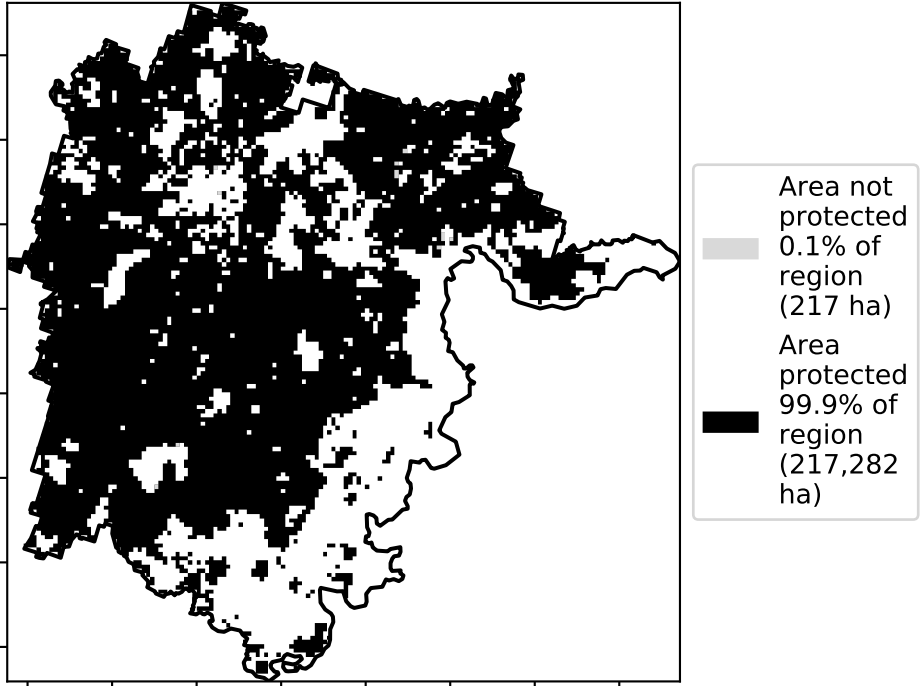 Area not
protected
0.1% of
region
(217 ha)
Area
protected
99.9% of
region
(217,282
ha)